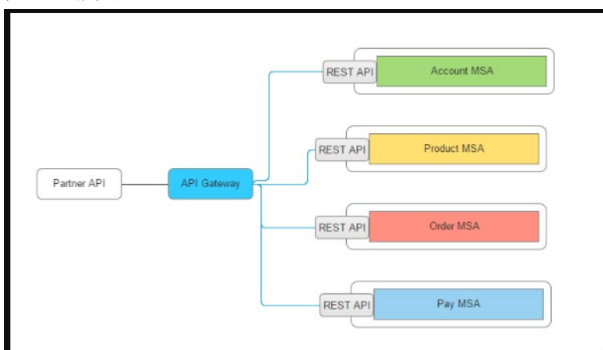 REST API
Account MSA
REST API
Product MSA
Partner API
API Gateway
REST API
Order MSA
REST API
Pay MSA